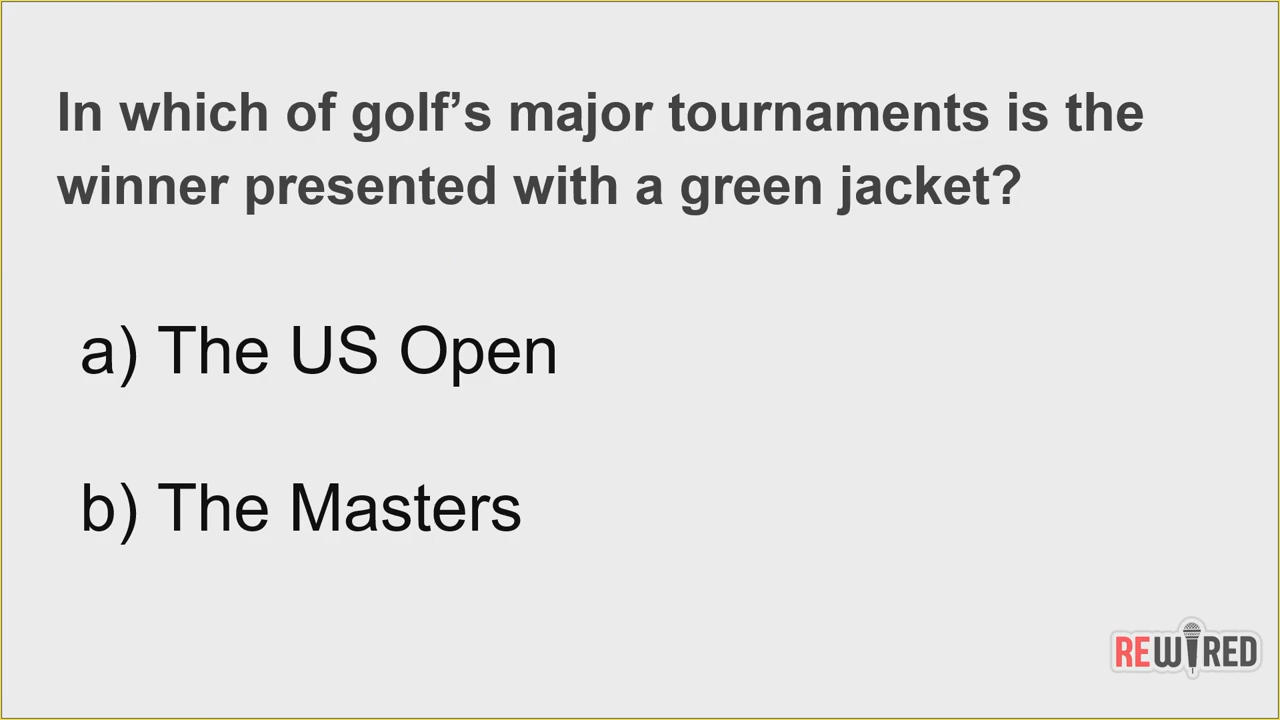 In which of golf’s major tournaments is the
winner presented with a green jacket?
a) The US Open
b) The Masters
REWIRED